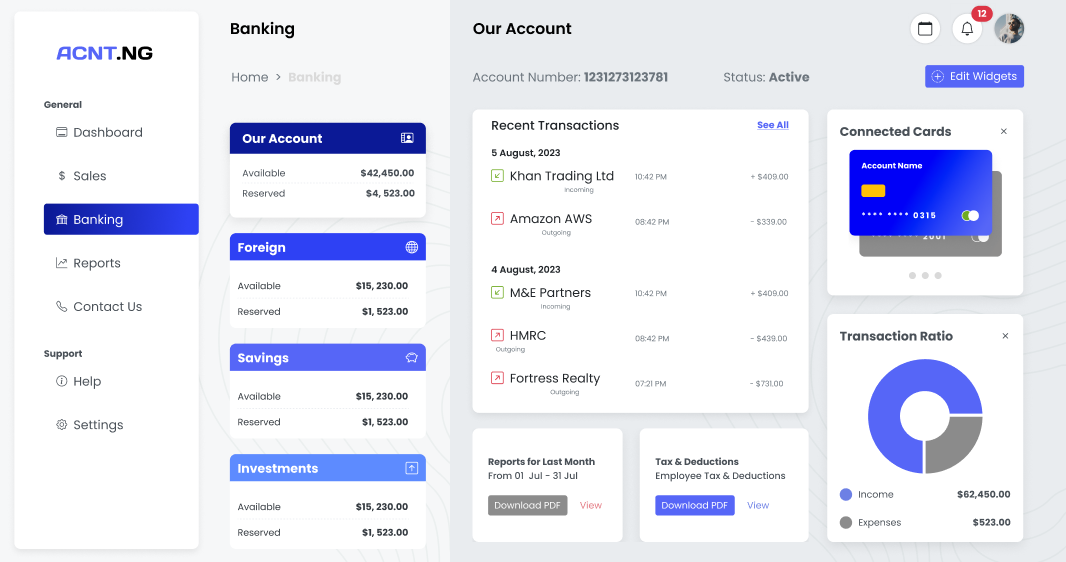 ACNT.NG
General
Dashboard
$ Sales
Banking
Reports
Contact Us
Support
Help
Settings
Banking
Home > Banking
Our Account
Available $42,450.00
Reserved $4, 523.00
Foreign
Available $15, 230.00
Reserved $1, 523.00
Savings
Available $15, 230.00
Reserved $1, 523.00
Investments
Available $15, 230.00
Reserved $1, 523.00
Our Account
12
Account Number: 1231273123781 Status: Active
Edit Widgets
Recent Transactions See All
5 August, 2023
Khan Trading Ltd 10:42 PM + $409.00
Incoming
Amazon AWS 08:42 PM - $339.00
Outgoing
4 August, 2023
M&E Partners 10:42 PM + $409.00
Incoming
HMRC 08:42 PM - $439.00
Outgoing
Fortress Realty 07:21 PM - $731.00
Outgoing
Reports for Last Month
From 01 Jul - 31 Jul
Download PDF View
Tax & Deductions
Employee Tax & Deductions
Download PDF View
Connected Cards ×
Account Name
•••• •••• 0315
2001
Transaction Ratio ×
Income $62,450.00
Expenses $523.00